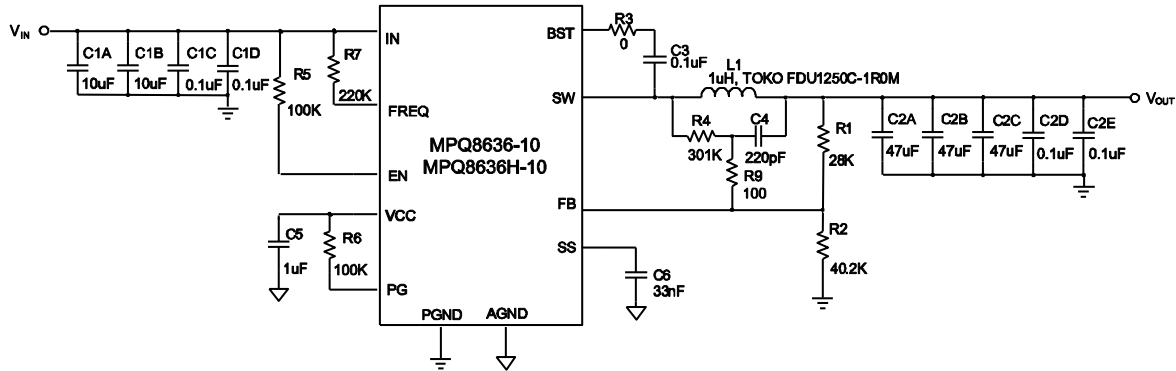 VIN
C1A
10uF
C1B
10uF
C1C
0.1uF
C1D
0.1uF
R5
100K
R7
220K
IN
FREQ
EN
VCC
PG
C5
1uF
R6
100K
MPQ8636-10
MPQ8636H-10
PGND
AGND
BST
SW
FB
SS
R3
0
C3
0.1uF
L1
1uH, TOKO FDU1250C-1R0M
R4
301K
C4
220pF
R9
100
R1
28K
R2
40.2K
C6
33nF
VOUT
C2A
47uF
C2B
47uF
C2C
47uF
C2D
0.1uF
C2E
0.1uF